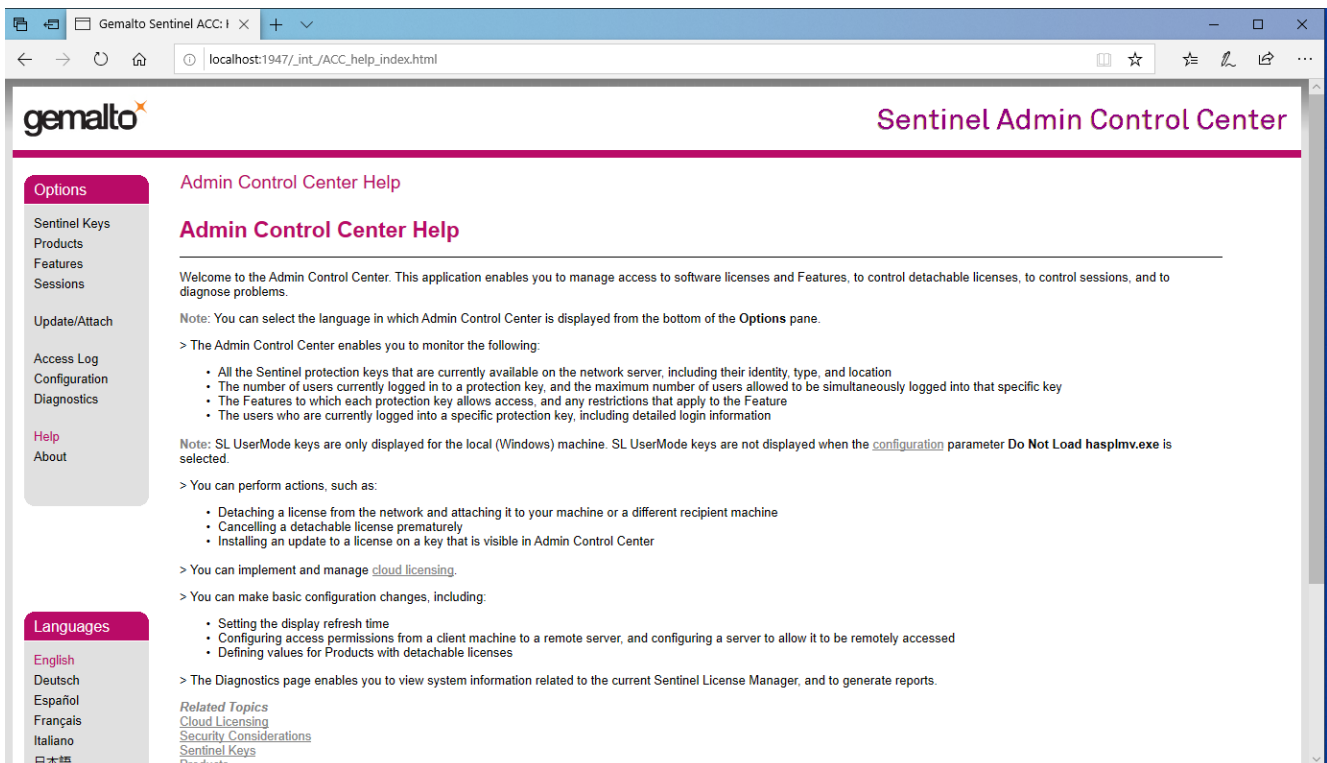 Gemalto Sentinel ACC: H
localhost:1947/_int_/ACC_help_index.html
gemalto
Sentinel Admin Control Center
Options
Sentinel Keys
Products
Features
Sessions
Update/Attach
Access Log
Configuration
Diagnostics
Help
About
Languages
English
Deutsch
Español
Français
Italiano
日本語
Admin Control Center Help
Admin Control Center Help
Welcome to the Admin Control Center. This application enables you to manage access to software licenses and Features, to control detachable licenses, to control sessions, and to
diagnose problems.
Note: You can select the language in which Admin Control Center is displayed from the bottom of the Options pane.
> The Admin Control Center enables you to monitor the following:
• All the Sentinel protection keys that are currently available on the network server, including their identity, type, and location
• The number of users currently logged in to a protection key, and the maximum number of users allowed to be simultaneously logged into that specific key
• The Features to which each protection key allows access, and any restrictions that apply to the Feature
• The users who are currently logged into a specific protection key, including detailed login information
Note: SL UserMode keys are only displayed for the local (Windows) machine. SL UserMode keys are not displayed when the configuration parameter Do Not Load hasplmv.exe is
selected.
> You can perform actions, such as:
• Detaching a license from the network and attaching it to your machine or a different recipient machine
• Cancelling a detachable license prematurely
• Installing an update to a license on a key that is visible in Admin Control Center
> You can implement and manage cloud licensing.
> You can make basic configuration changes, including:
• Setting the display refresh time
• Configuring access permissions from a client machine to a remote server, and configuring a server to allow it to be remotely accessed
• Defining values for Products with detachable licenses
> The Diagnostics page enables you to view system information related to the current Sentinel License Manager, and to generate reports.
Related Topics
Cloud Licensing
Security Considerations
Sentinel Keys
Products